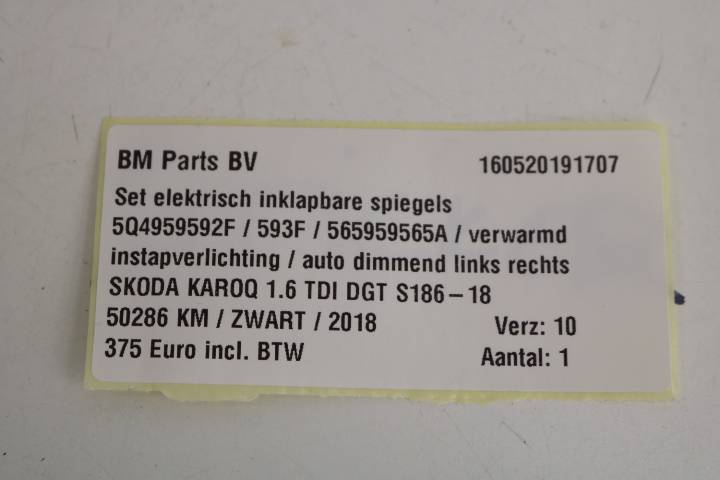 BM Parts BV 160520191707
Set elektrisch inklapbare spiegels
5Q4959592F / 593F / 565959565A / verwarmd
instapverlichting / auto dimmend links rechts
SKODA KAROQ 1.6 TDI DGT S186 – 18
50286 KM / ZWART / 2018 Verz: 10
375 Euro incl. BTW Aantal: 1